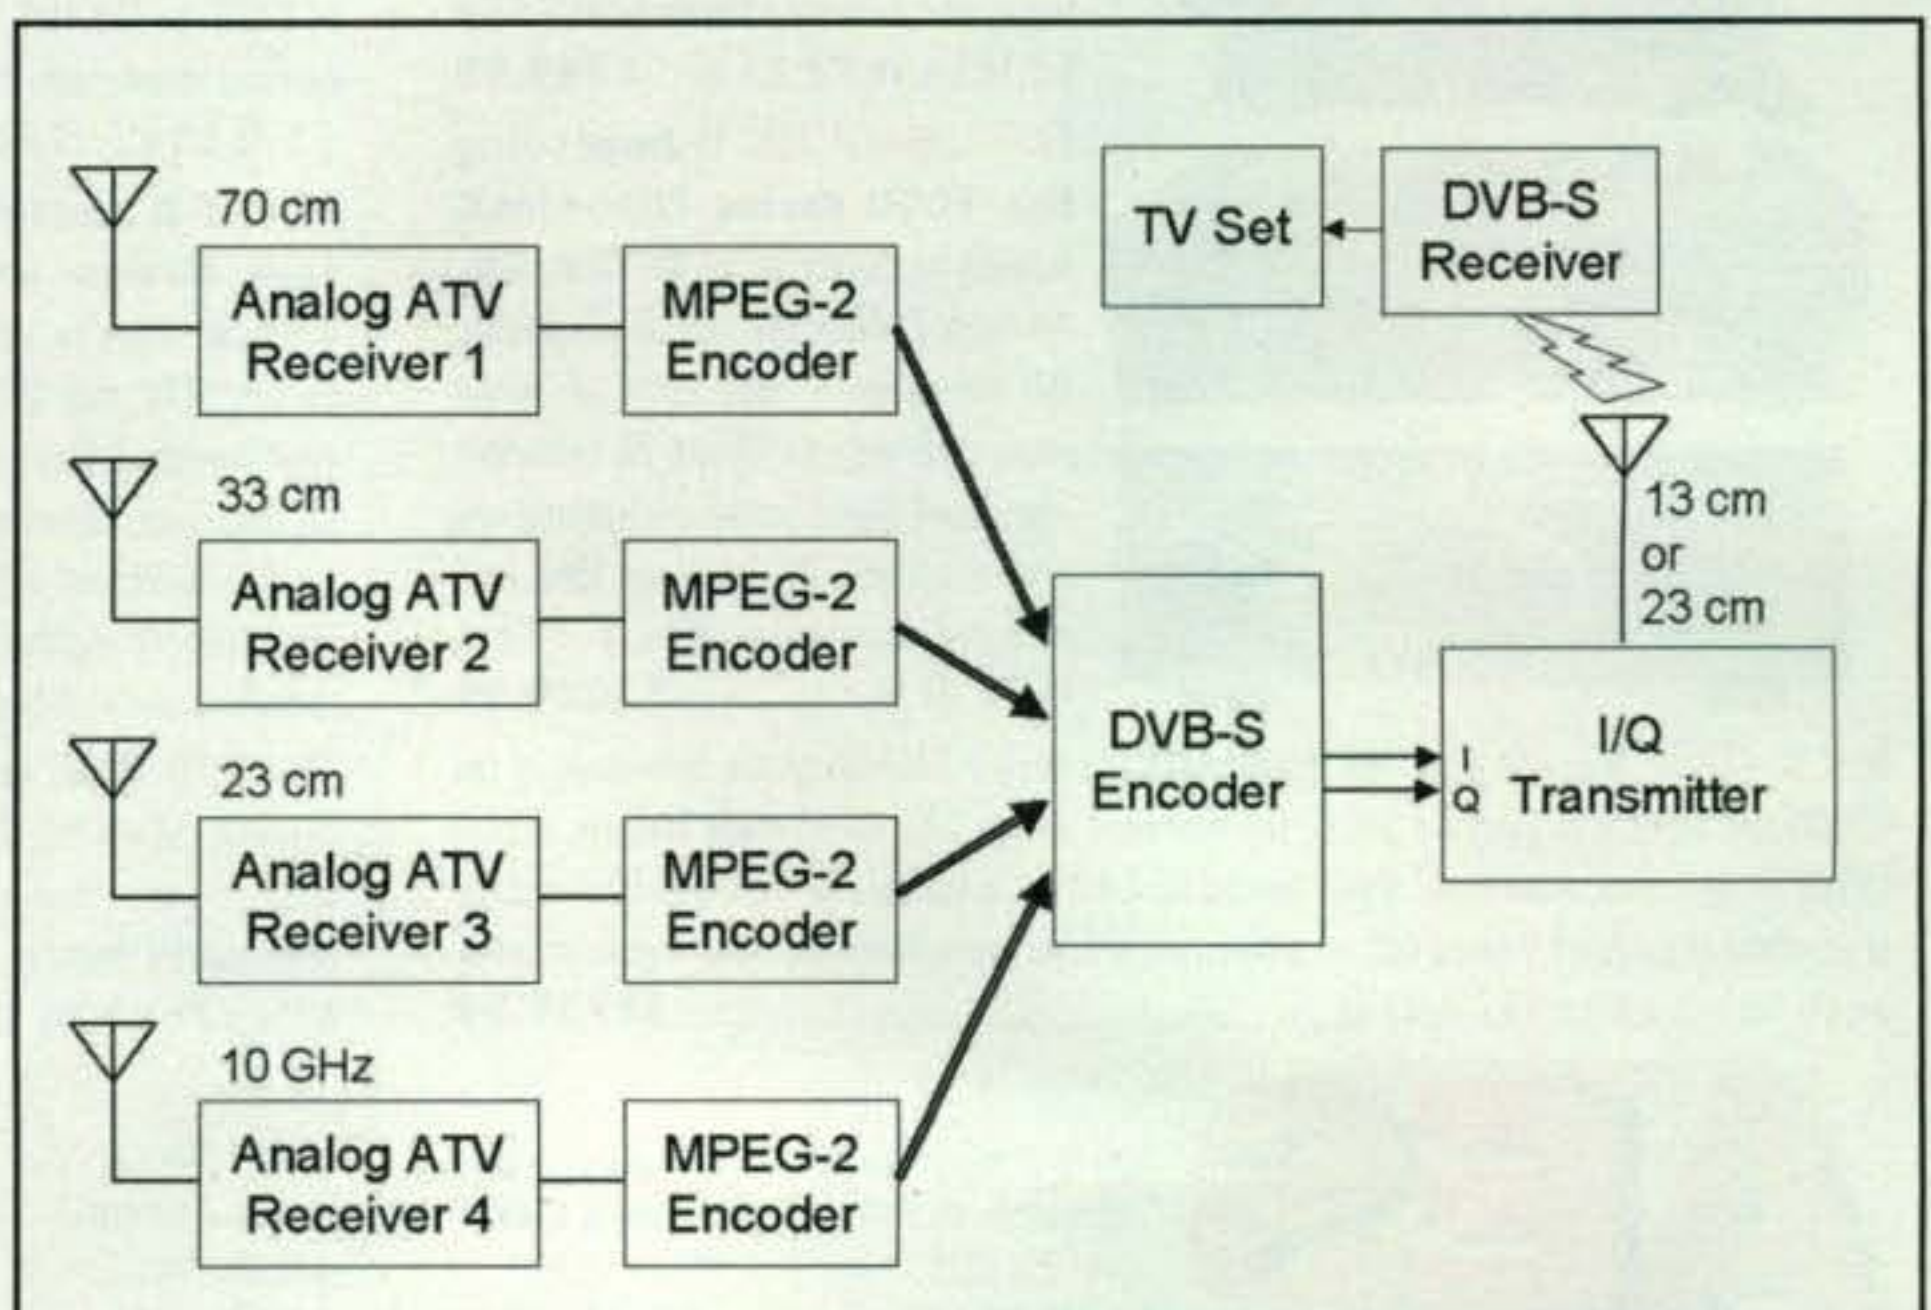 70 cm
Analog ATV
Receiver 1
MPEG-2
Encoder
33 cm
Analog ATV
Receiver 2
MPEG-2
Encoder
23 cm
Analog ATV
Receiver 3
MPEG-2
Encoder
10 GHz
Analog ATV
Receiver 4
MPEG-2
Encoder
DVB-S
Encoder
I
Q
I/Q
Transmitter
13 cm
or
23 cm
DVB-S
Receiver
TV Set